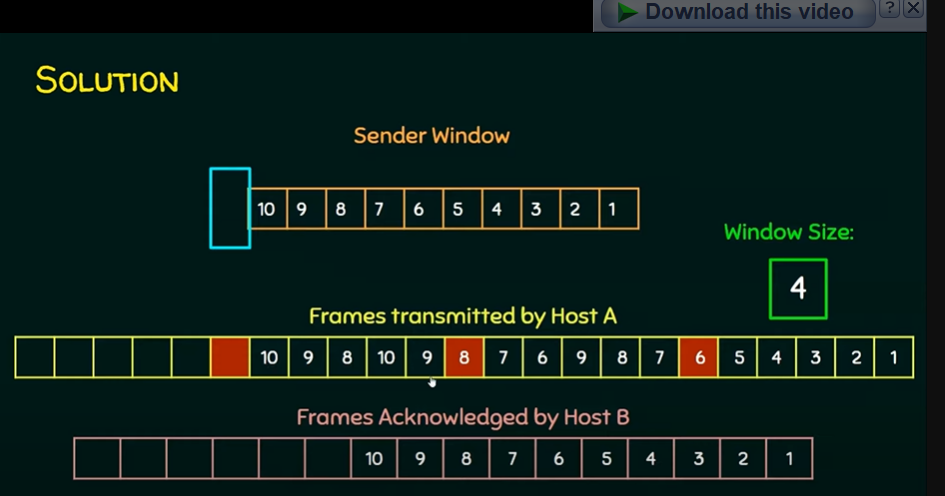 Download this video ? X
SOLUTION
Sender Window
10 9 8 7 6 5 4 3 2 1
Window Size:
4
Frames transmitted by Host A
10 9 8 10 9 8 7 6 9 8 7 6 5 4 3 2 1
Frames Acknowledged by Host B
10 9 8 7 6 5 4 3 2 1